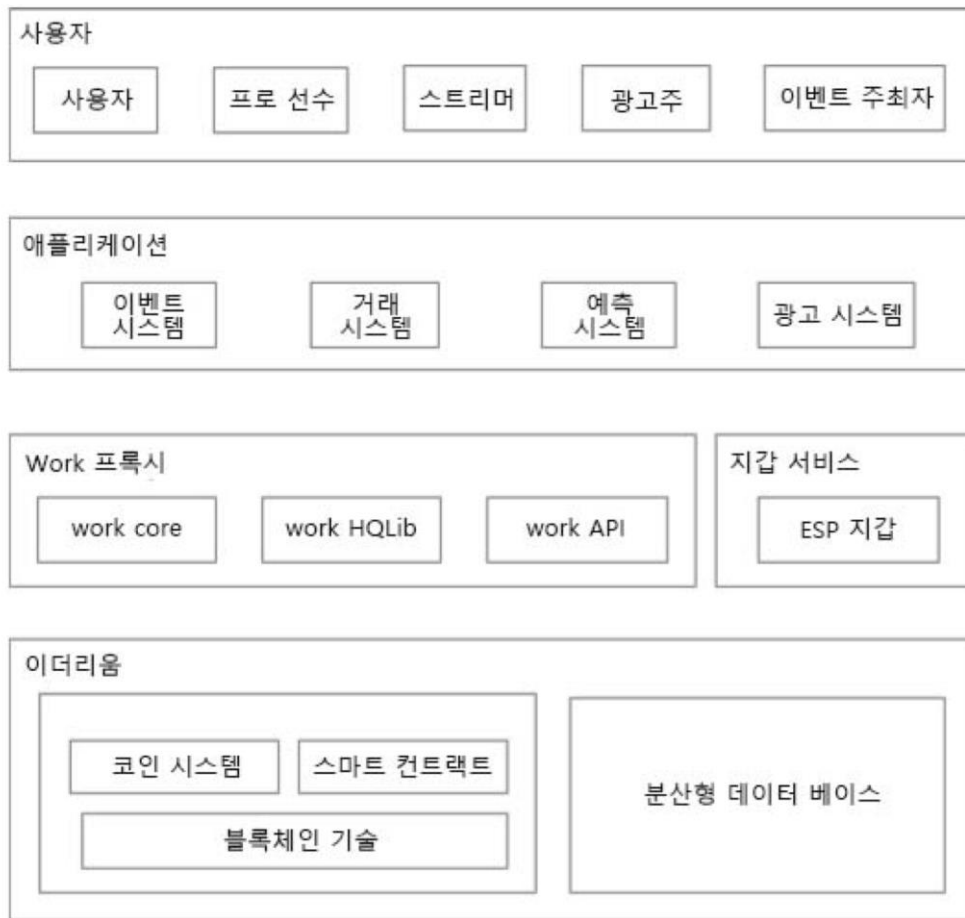 사용자
사용자
프로 선수
스트리머
광고주
이벤트 주최자
애플리케이션
이벤트
시스템
거래
시스템
예측
시스템
광고 시스템
Work 프록시
work core
work HQLib
work API
지갑 서비스
ESP 지갑
이더리움
코인 시스템
스마트 컨트랙트
블록체인 기술
분산형 데이터 베이스